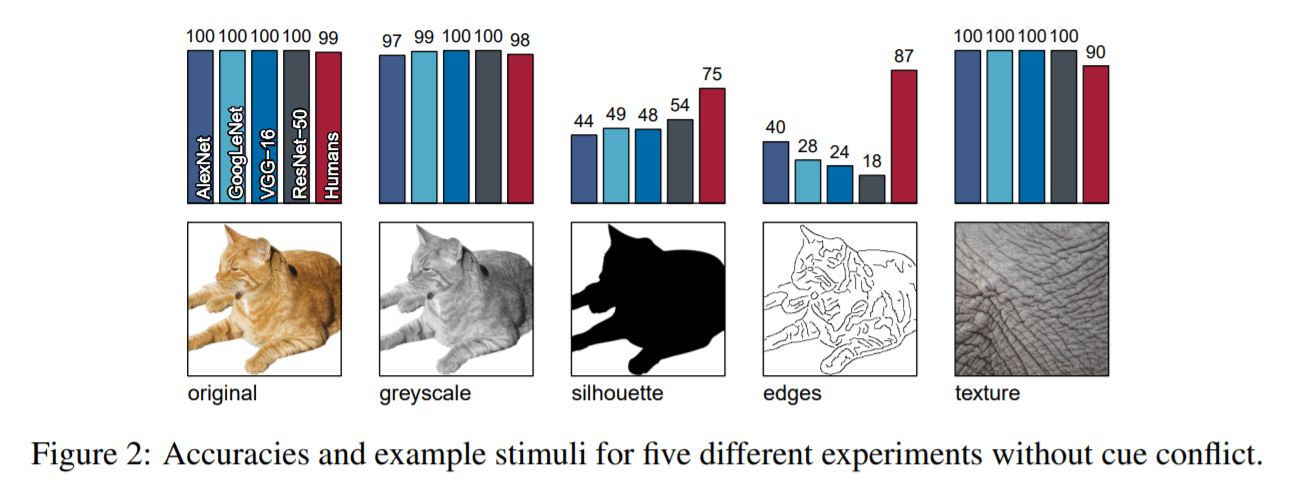 100 100 100 100 99
AlexNet
GoogLeNet
VGG−16
ResNet−50
Humans
original
97 99 100 100 98
greyscale
44 49 48 54 75
silhouette
40 28 24 18 87
edges
100 100 100 100 90
texture
Figure 2: Accuracies and example stimuli for five different experiments without cue conflict.